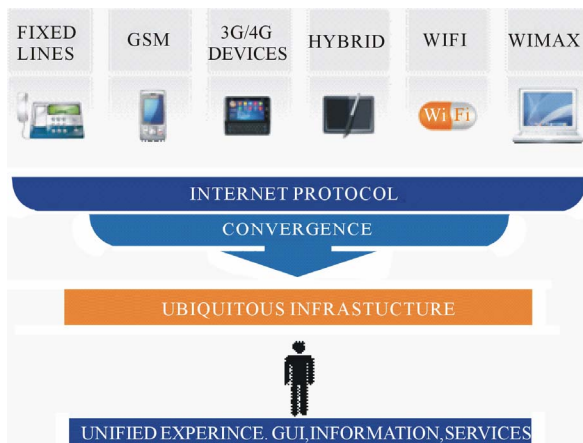 FIXED
LINES
GSM
3G/4G
DEVICES
HYBRID
WIFI
WIMAX
Wi Fi
INTERNET PROTOCOL
CONVERGENCE
UBIQUITOUS INFRASTUCTURE
UNIFIED EXPERINCE. GUI,INFORMATION,SERVICES